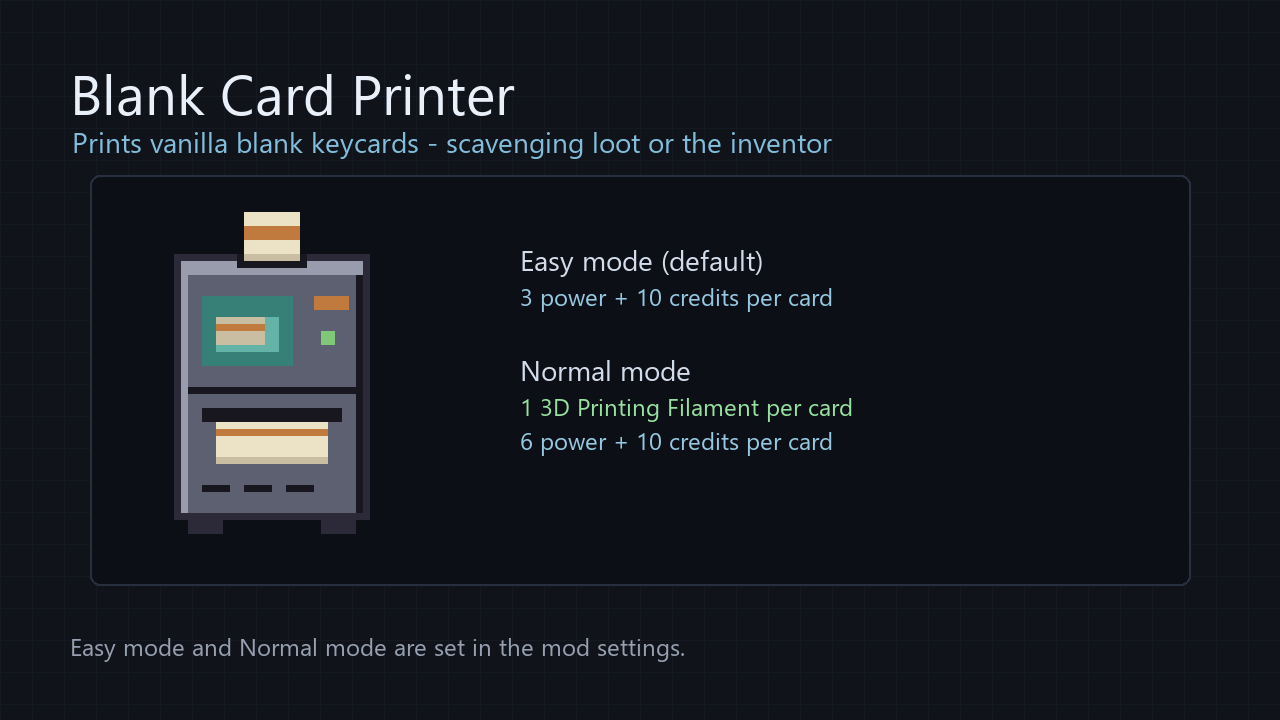 Blank Card Printer
Prints vanilla blank keycards - scavenging loot or the inventor
Easy mode (default)
3 power + 10 credits per card
Normal mode
1 3D Printing Filament per card
6 power + 10 credits per card
Easy mode and Normal mode are set in the mod settings.